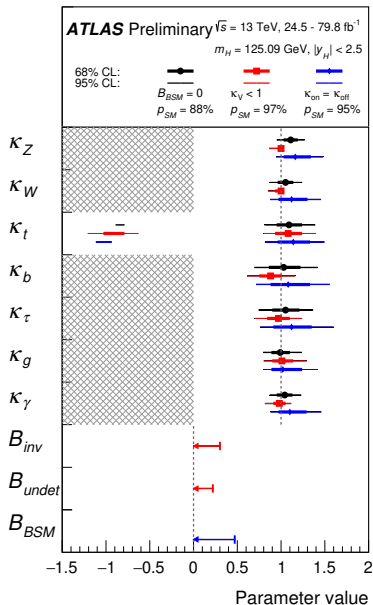 ATLAS Preliminary √s = 13 TeV, 24.5 - 79.8 fb⁻¹
m_H = 125.09 GeV, |y_H| < 2.5
68% CL:
95% CL:
B_BSM = 0 κ_V < 1 κ_on = κ_off
p_SM = 88% p_SM = 97% p_SM = 95%
κ_Z
κ_W
κ_t
κ_b
κ_τ
κ_g
κ_γ
B_inv
B_undet
B_BSM
−1.5 −1 −0.5 0 0.5 1 1.5 2
Parameter value